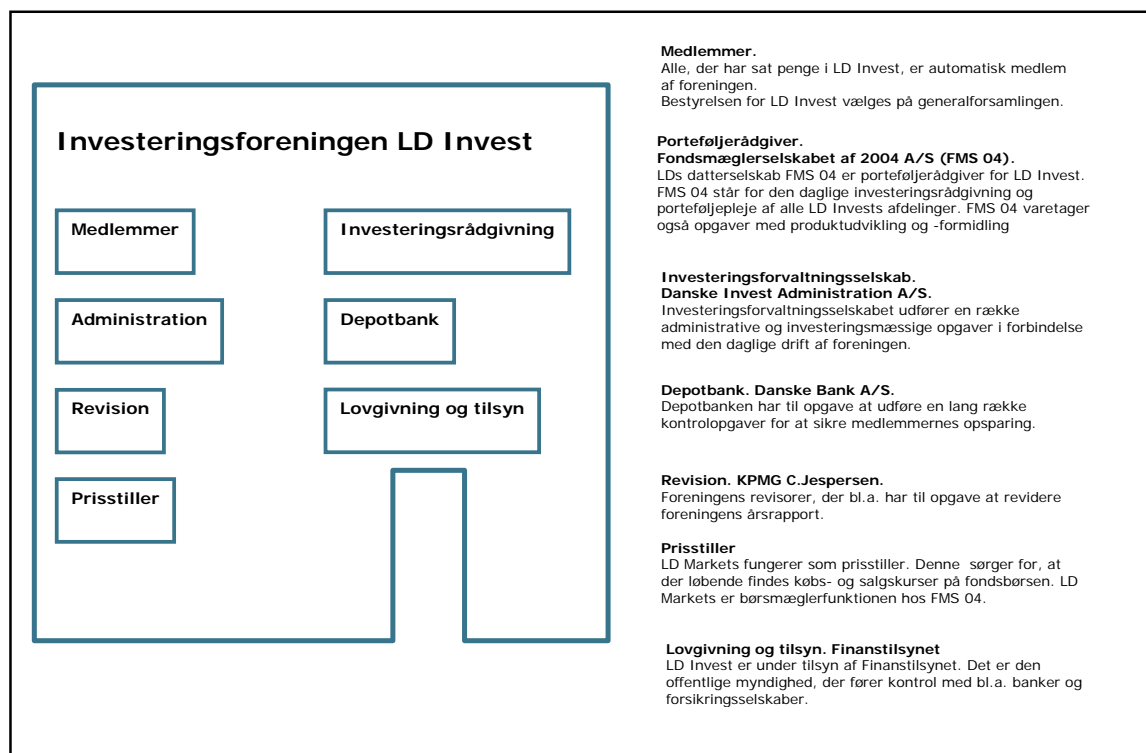 Investeringsforeningen LD Invest
Medlemmer
Investeringsrådgivning
Administration
Depotbank
Revision
Lovgivning og tilsyn
Prisstiller
Medlemmer.
Alle, der har sat penge i LD Invest, er automatisk medlem
af foreningen.
Bestyrelsen for LD Invest vælges på generalforsamlingen.
Porteføljerådgiver.
Fondsmæglerselskabet af 2004 A/S (FMS 04).
LDs datterselskab FMS 04 er porteføljerådgiver for LD Invest.
FMS 04 står for den daglige investeringsrådgivning og
porteføljepleje af alle LD Invests afdelinger. FMS 04 varetager
også opgaver med produktudvikling og -formidling
Investeringsforvaltningsselskab.
Danske Invest Administration A/S.
Investeringsforvaltningsselskabet udfører en række
administrative og investeringsmæssige opgaver i forbindelse
med den daglige drift af foreningen.
Depotbank. Danske Bank A/S.
Depotbanken har til opgave at udføre en lang række
kontrolopgaver for at sikre medlemmernes opsparing.
Revision. KPMG C.Jespersen.
Foreningens revisorer, der bl.a. har til opgave at revidere
foreningens årsrapport.
Prisstiller
LD Markets fungerer som prisstiller. Denne sørger for, at
der løbende findes købs- og salgskurser på fondsbørsen. LD
Markets er børsmæglerfunktionen hos FMS 04.
Lovgivning og tilsyn. Finanstilsynet
LD Invest er under tilsyn af Finanstilsynet. Det er den
offentlige myndighed, der fører kontrol med bl.a. banker og
forsikringsselskaber.